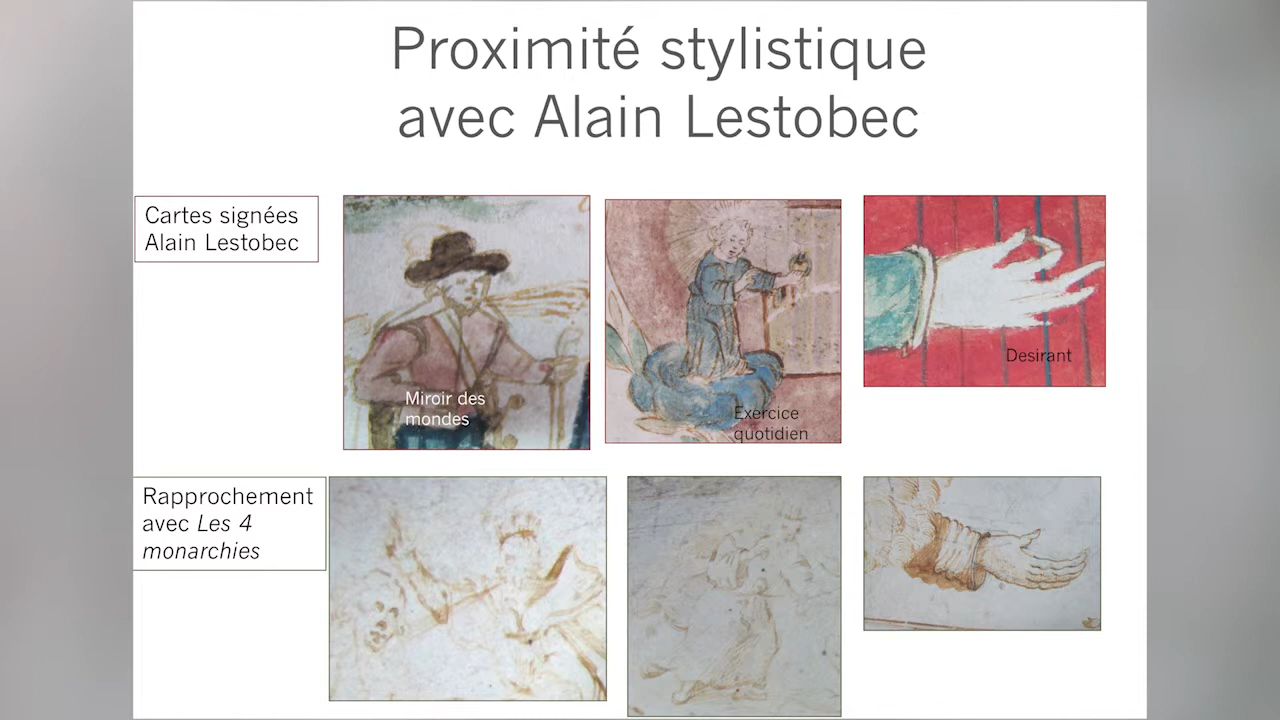 Proximité stylistique
avec Alain Lestobec
Cartes signées
Alain Lestobec
Miroir des
mondes
Exercice
quotidien
Desirant
Rapprochement
avec Les 4
monarchies